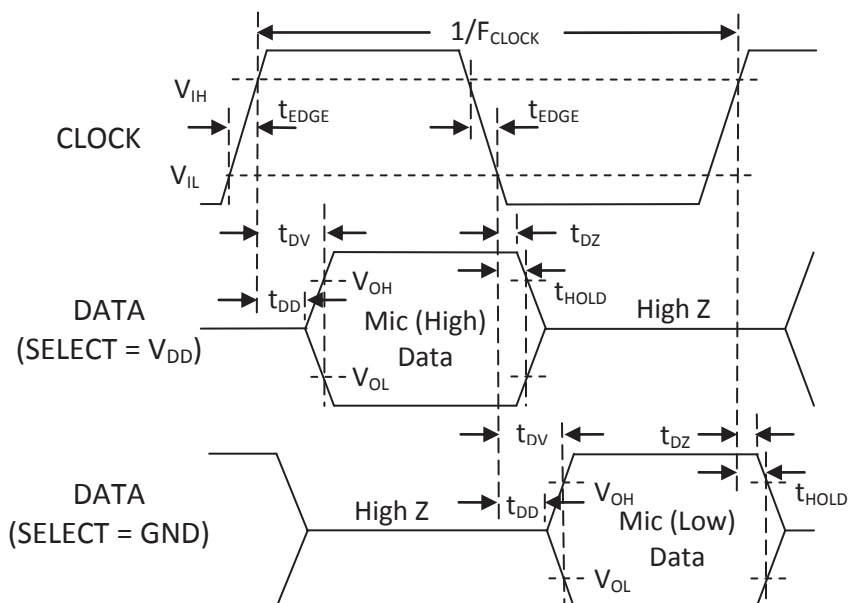 1/F_CLOCK
V_IH
t_EDGE
t_EDGE
CLOCK
V_IL
t_DV
t_DZ
V_OH
t_DD
t_HOLD
DATA
(SELECT = V_DD)
Mic (High)
Data
High Z
V_OL
t_DV
t_DZ
DATA
(SELECT = GND)
High Z
t_DD
V_OH
t_HOLD
Mic (Low)
Data
V_OL